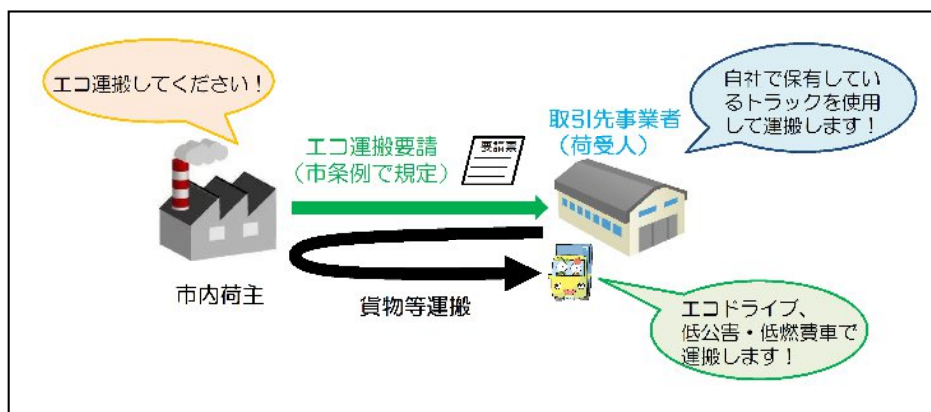 エコ運搬してください！
エコ運搬要請
（市条例で規定）
要請票
取引先事業者
（荷受人）
自社で保有してい
るトラックを使用
して運搬します！
市内荷主
貨物等運搬
エコドライブ、
低公害・低燃費車で
運搬します！